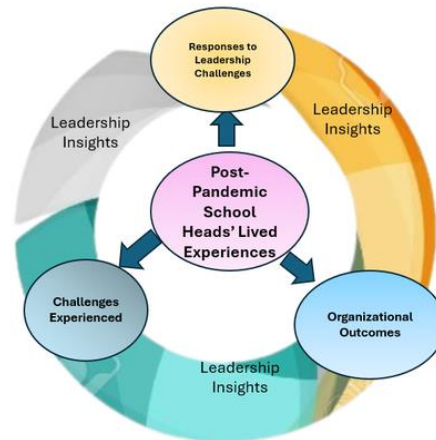 Responses to
Leadership
Challenges
Leadership
Insights
Leadership
Insights
Post-
Pandemic
School
Heads’ Lived
Experiences
Challenges
Experienced
Organizational
Outcomes
Leadership
Insights